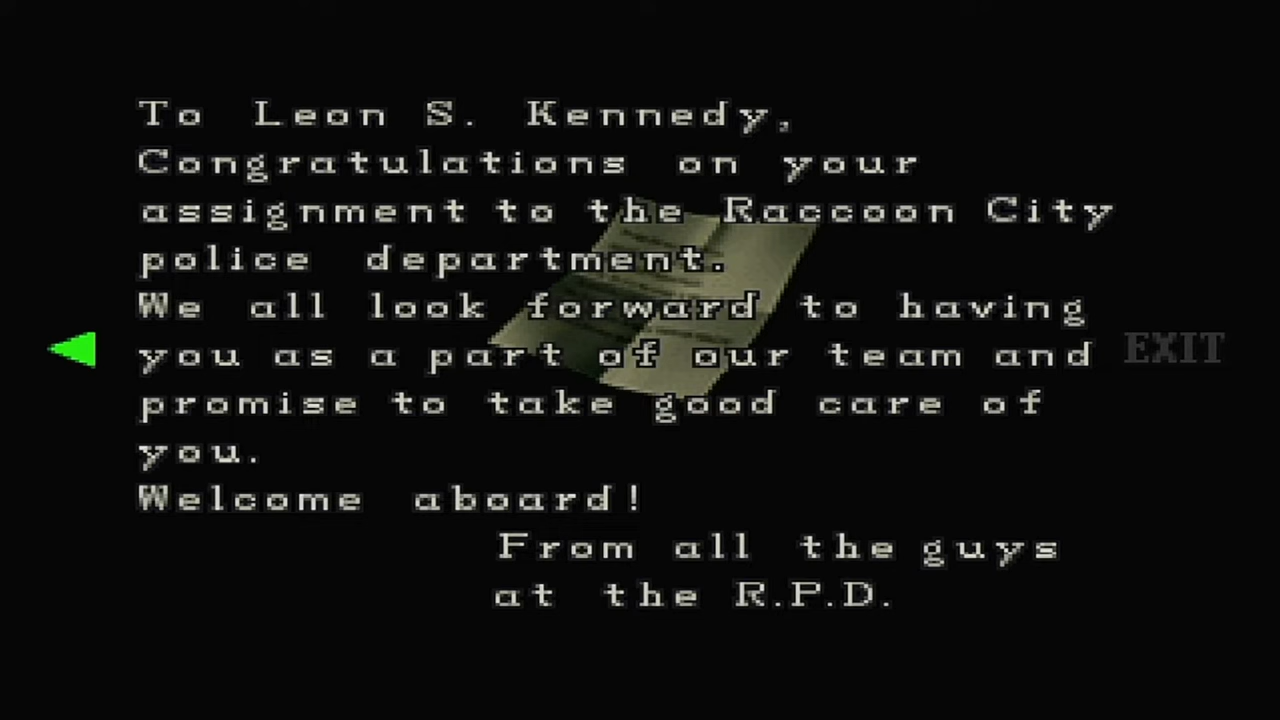 To Leon S. Kennedy,
Congratulations on your
assignment to the Raccoon City
police department.
We all look forward to having
you as a part of our team and
EXIT
promise to take good care of
you.
Welcome aboard!
From all the guys
at the R.P.D.